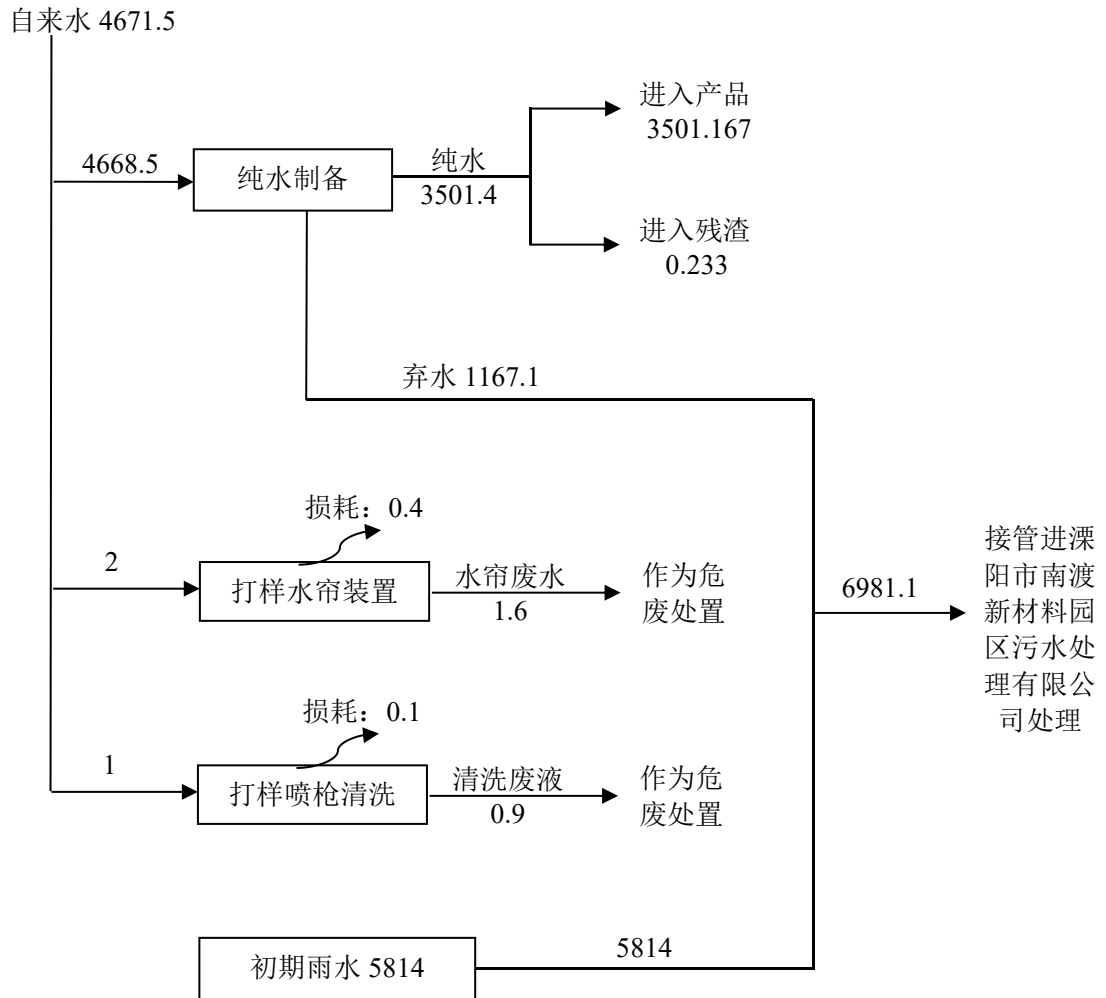 自来水 4671.5
进入产品
3501.167
4668.5
纯水制备
纯水
3501.4
进入残渣
0.233
弃水 1167.1
损耗：0.4
2
打样水帘装置
水帘废水
1.6
作为危
废处置
6981.1
接管进溧
阳市南渡
新材料园
区污水处
理有限公
司处理
损耗：0.1
1
打样喷枪清洗
清洗废液
0.9
作为危
废处置
初期雨水 5814
5814